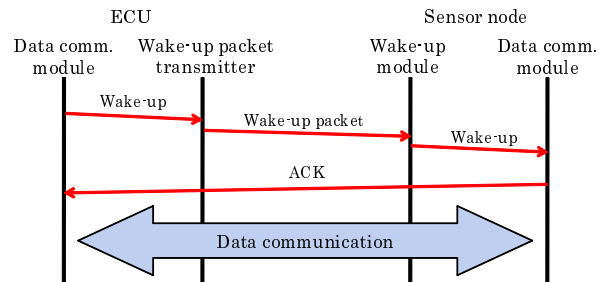 ECU
Sensor node
Data comm.
module
Wake-up packet
transmitter
Wake-up
module
Data comm.
module
Wake-up
Wake-up packet
Wake-up
ACK
Data communication